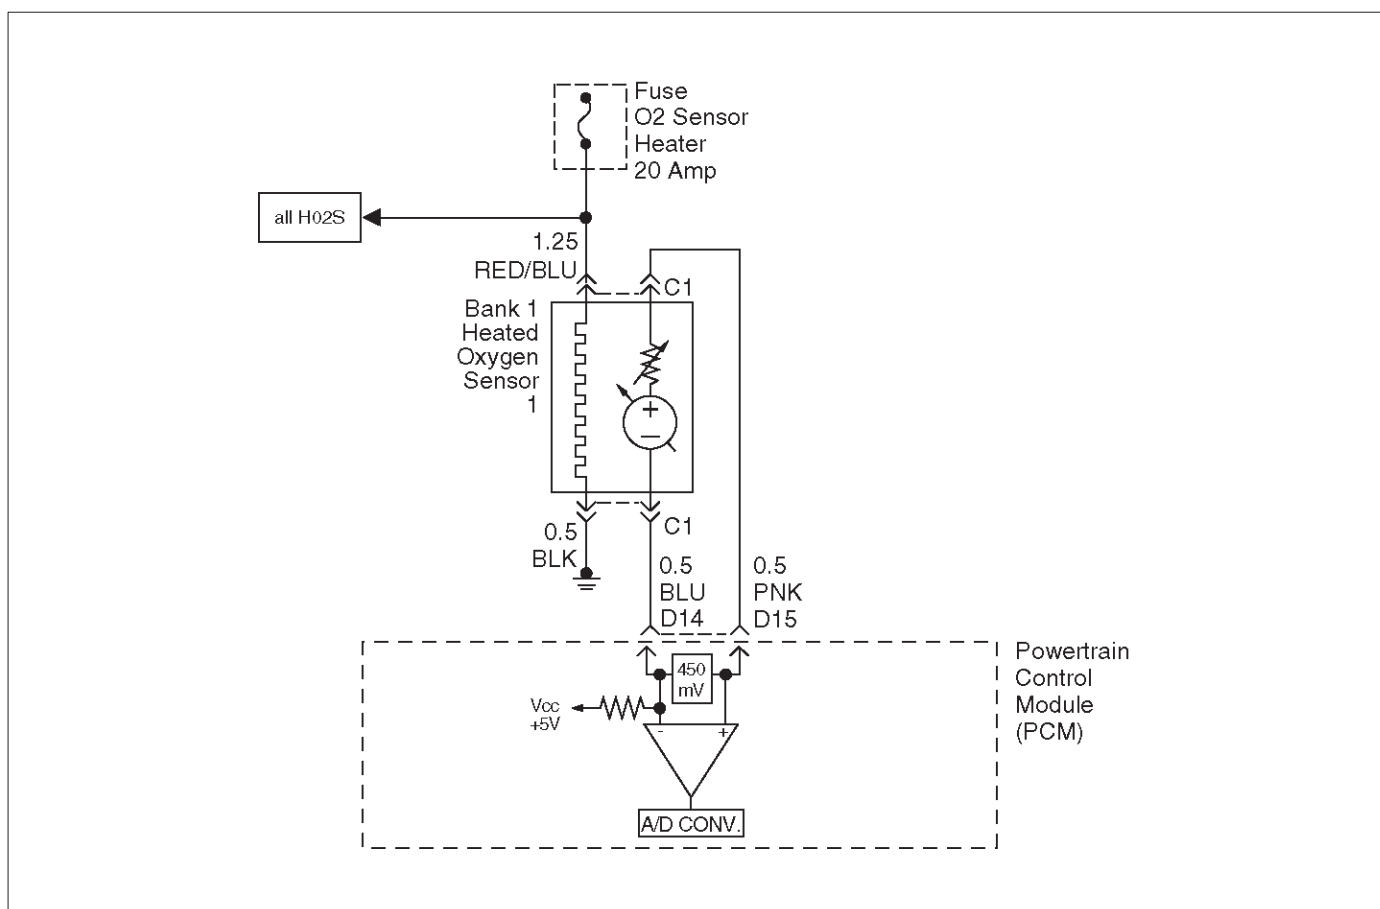 Fuse
O2 Sensor
Heater
20 Amp
all H02S
1.25
RED/BLU
C1
Bank 1
Heated
Oxygen
Sensor
1
+
—
C1
0.5
BLK
0.5
BLU
D14
0.5
PNK
D15
Powertrain
Control
Module
(PCM)
450
mV
Vcc
+5V
- +
A/D CONV.